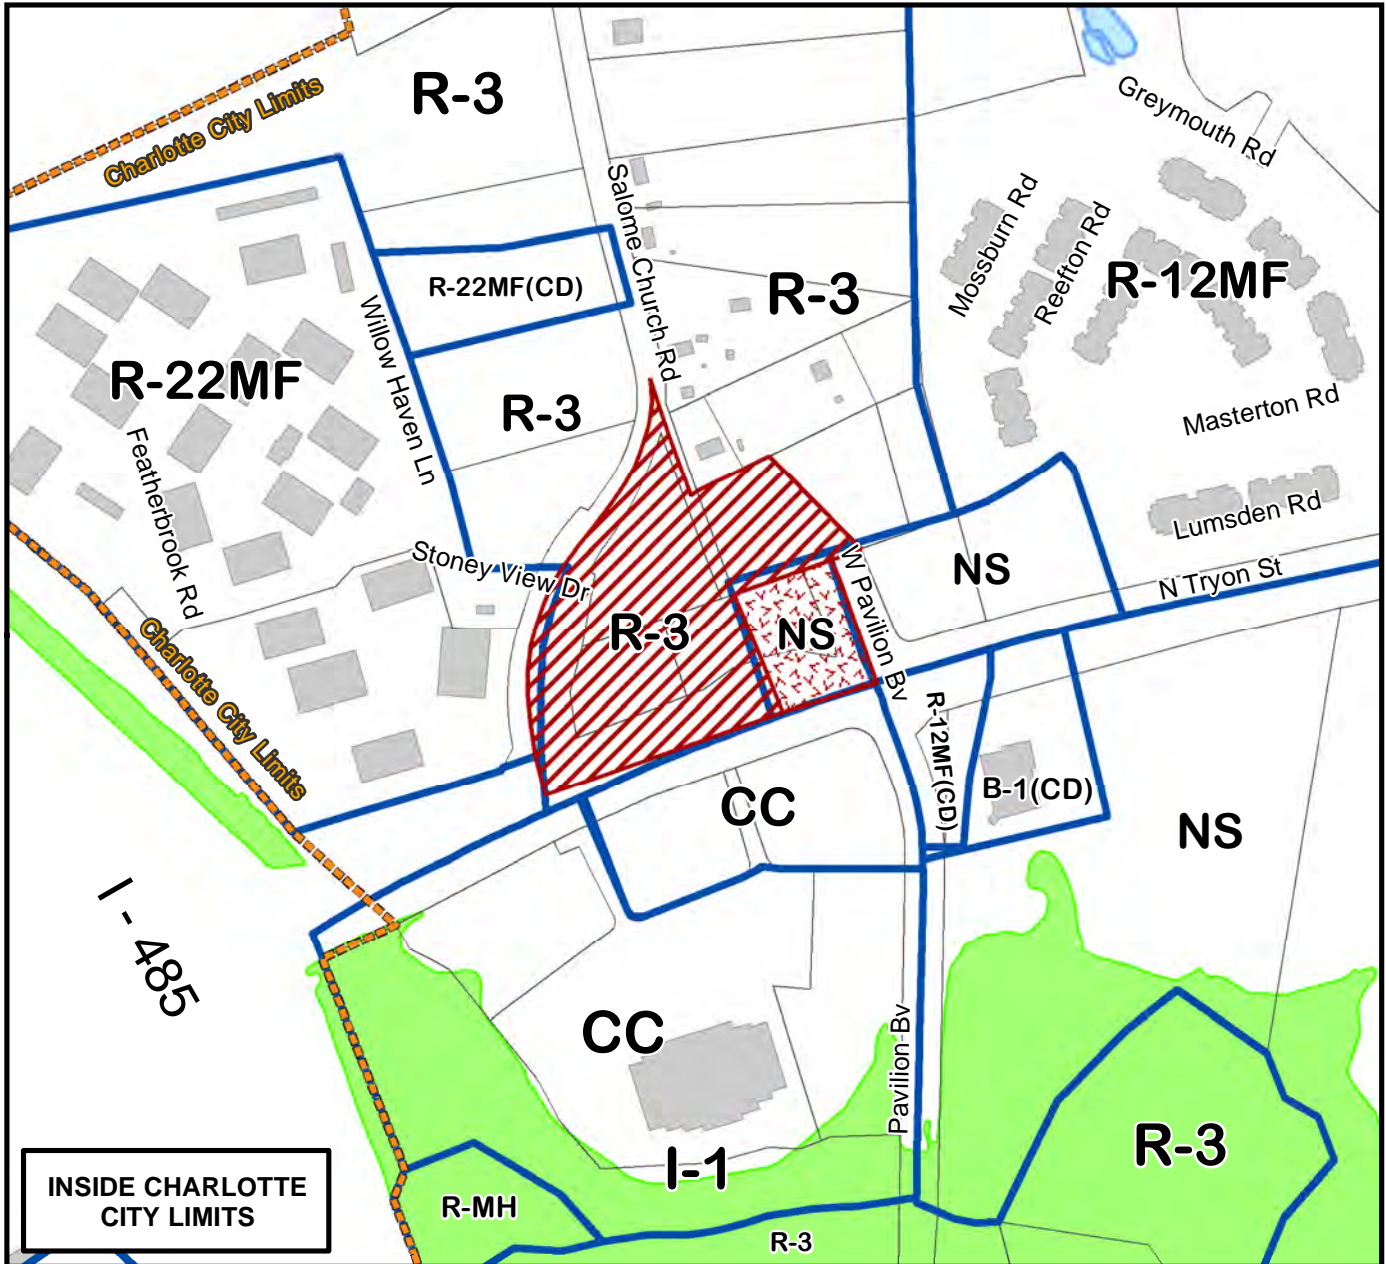 R-3
Charlotte City Limits
Greymouth Rd
Salome Church Rd
Mossburn Rd
Reefton Rd
R-22MF(CD)
R-3
R-12MF
Willow Haven Ln
R-22MF
R-3
Masterton Rd
Featherbrook Rd
Lumsden Rd
Stoney View Dr
W Pavilion Bv
NS
N Tryon St
R-3
NS
Charlotte City Limits
R-12MF(CD)
B-1(CD)
CC
NS
I - 485
CC
Pavilion Bv
R-3
I-1
INSIDE CHARLOTTE
CITY LIMITS
R-MH
R-3